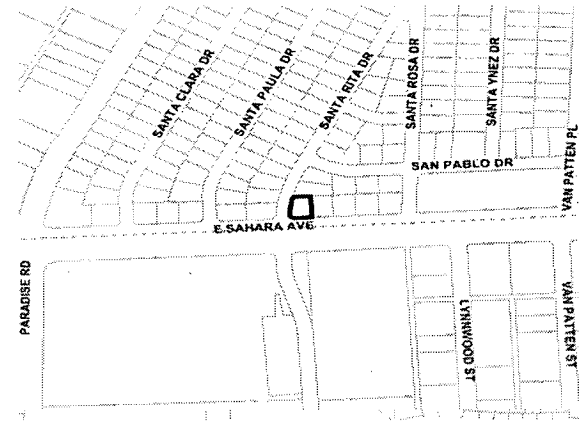 SANTA CLARA DR
SANTA PAULA DR
SANTA RITA DR
SANTA ROSA DR
SANTA YNEZ DR
SAN PABLO DR
VAN PATTEN PL
E SAHARA AVE
PARADISE RD
LYNNWOOD ST
VAN PATTEN ST